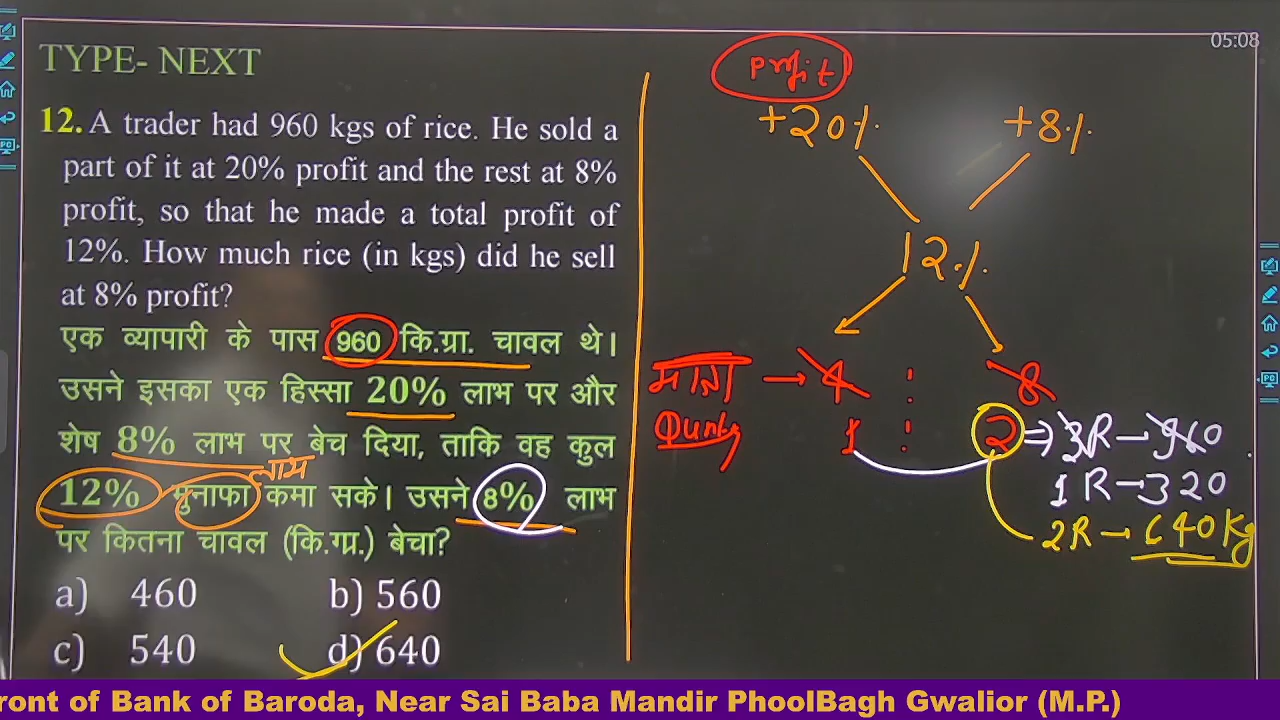 05:08
TYPE- NEXT
12. A trader had 960 kgs of rice. He sold a
part of it at 20% profit and the rest at 8%
profit, so that he made a total profit of
12%. How much rice (in kgs) did he sell
at 8% profit?
एक व्यापारी के पास 960 कि.ग्रा. चावल थे।
उसने इसका एक हिस्सा 20% लाभ पर और
शेष 8% लाभ पर बेच दिया, ताकि वह कुल
लाभ
12% मुनाफा कमा सके। उसने 8% लाभ
पर कितना चावल (कि.ग्रा.) बेचा?
a) 460 b) 560
c) 540 d) 640
Profit
+20% +8%
12%
मात्रा → 4 : 8
1 : 2 ⇒ 3R — 960
1R → 320
2R → 640 Kg
ront of Bank of Baroda, Near Sai Baba Mandir PhoolBagh Gwalior (M.P.)